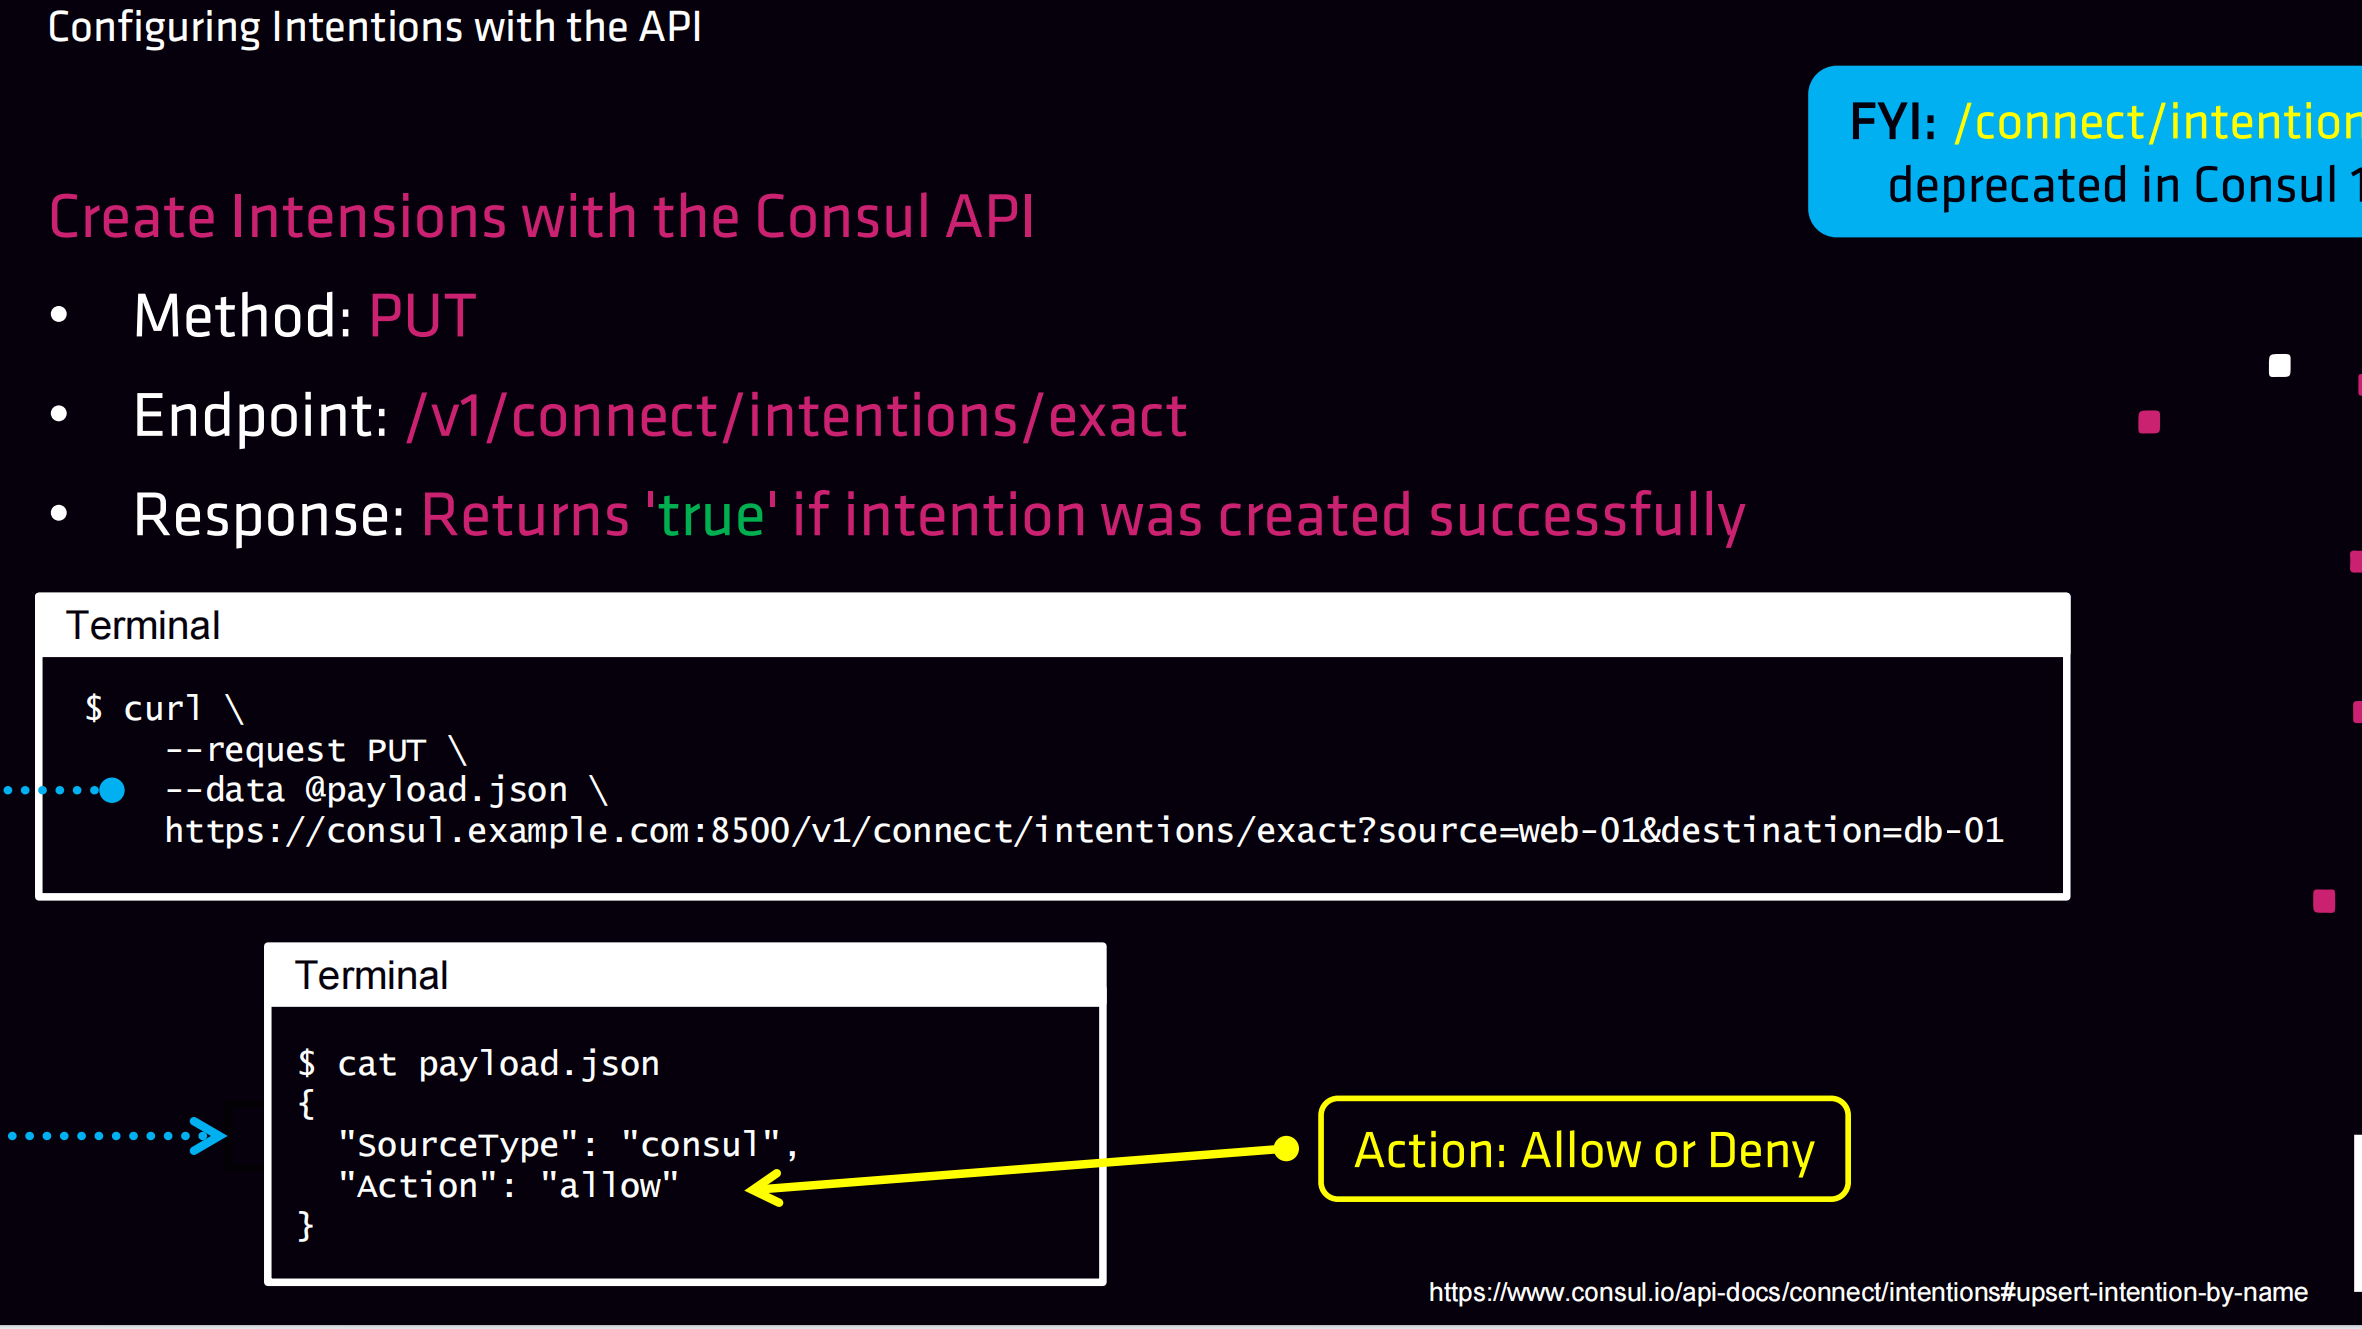 Configuring Intentions with the API
FYI: /connect/intention
deprecated in Consul 1
Create Intensions with the Consul API
• Method: PUT
• Endpoint: /v1/connect/intentions/exact
• Response: Returns 'true' if intention was created successfully
Terminal
$ curl \
--request PUT \
--data @payload.json \
https://consul.example.com:8500/v1/connect/intentions/exact?source=web-01&destination=db-01
Terminal
$ cat payload.json
{
"SourceType": "consul",
"Action": "allow"
}
Action: Allow or Deny
https://www.consul.io/api-docs/connect/intentions#upsert-intention-by-name